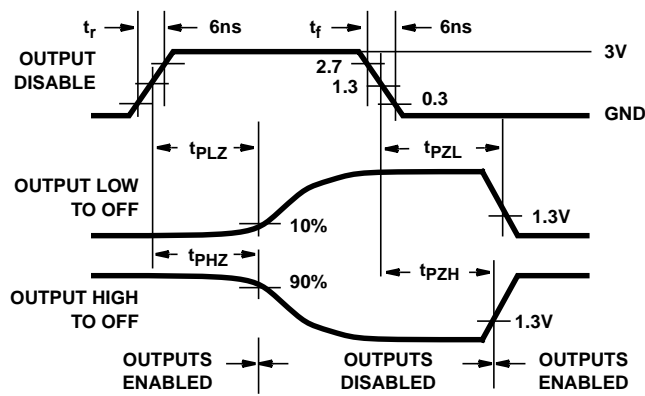 tr 6ns tf 6ns
OUTPUT
DISABLE
3V
2.7
1.3
0.3
GND
tPLZ tPZL
OUTPUT LOW
TO OFF
10%
1.3V
tPHZ tPZH
90%
OUTPUT HIGH
TO OFF
1.3V
OUTPUTS
ENABLED
OUTPUTS
DISABLED
OUTPUTS
ENABLED